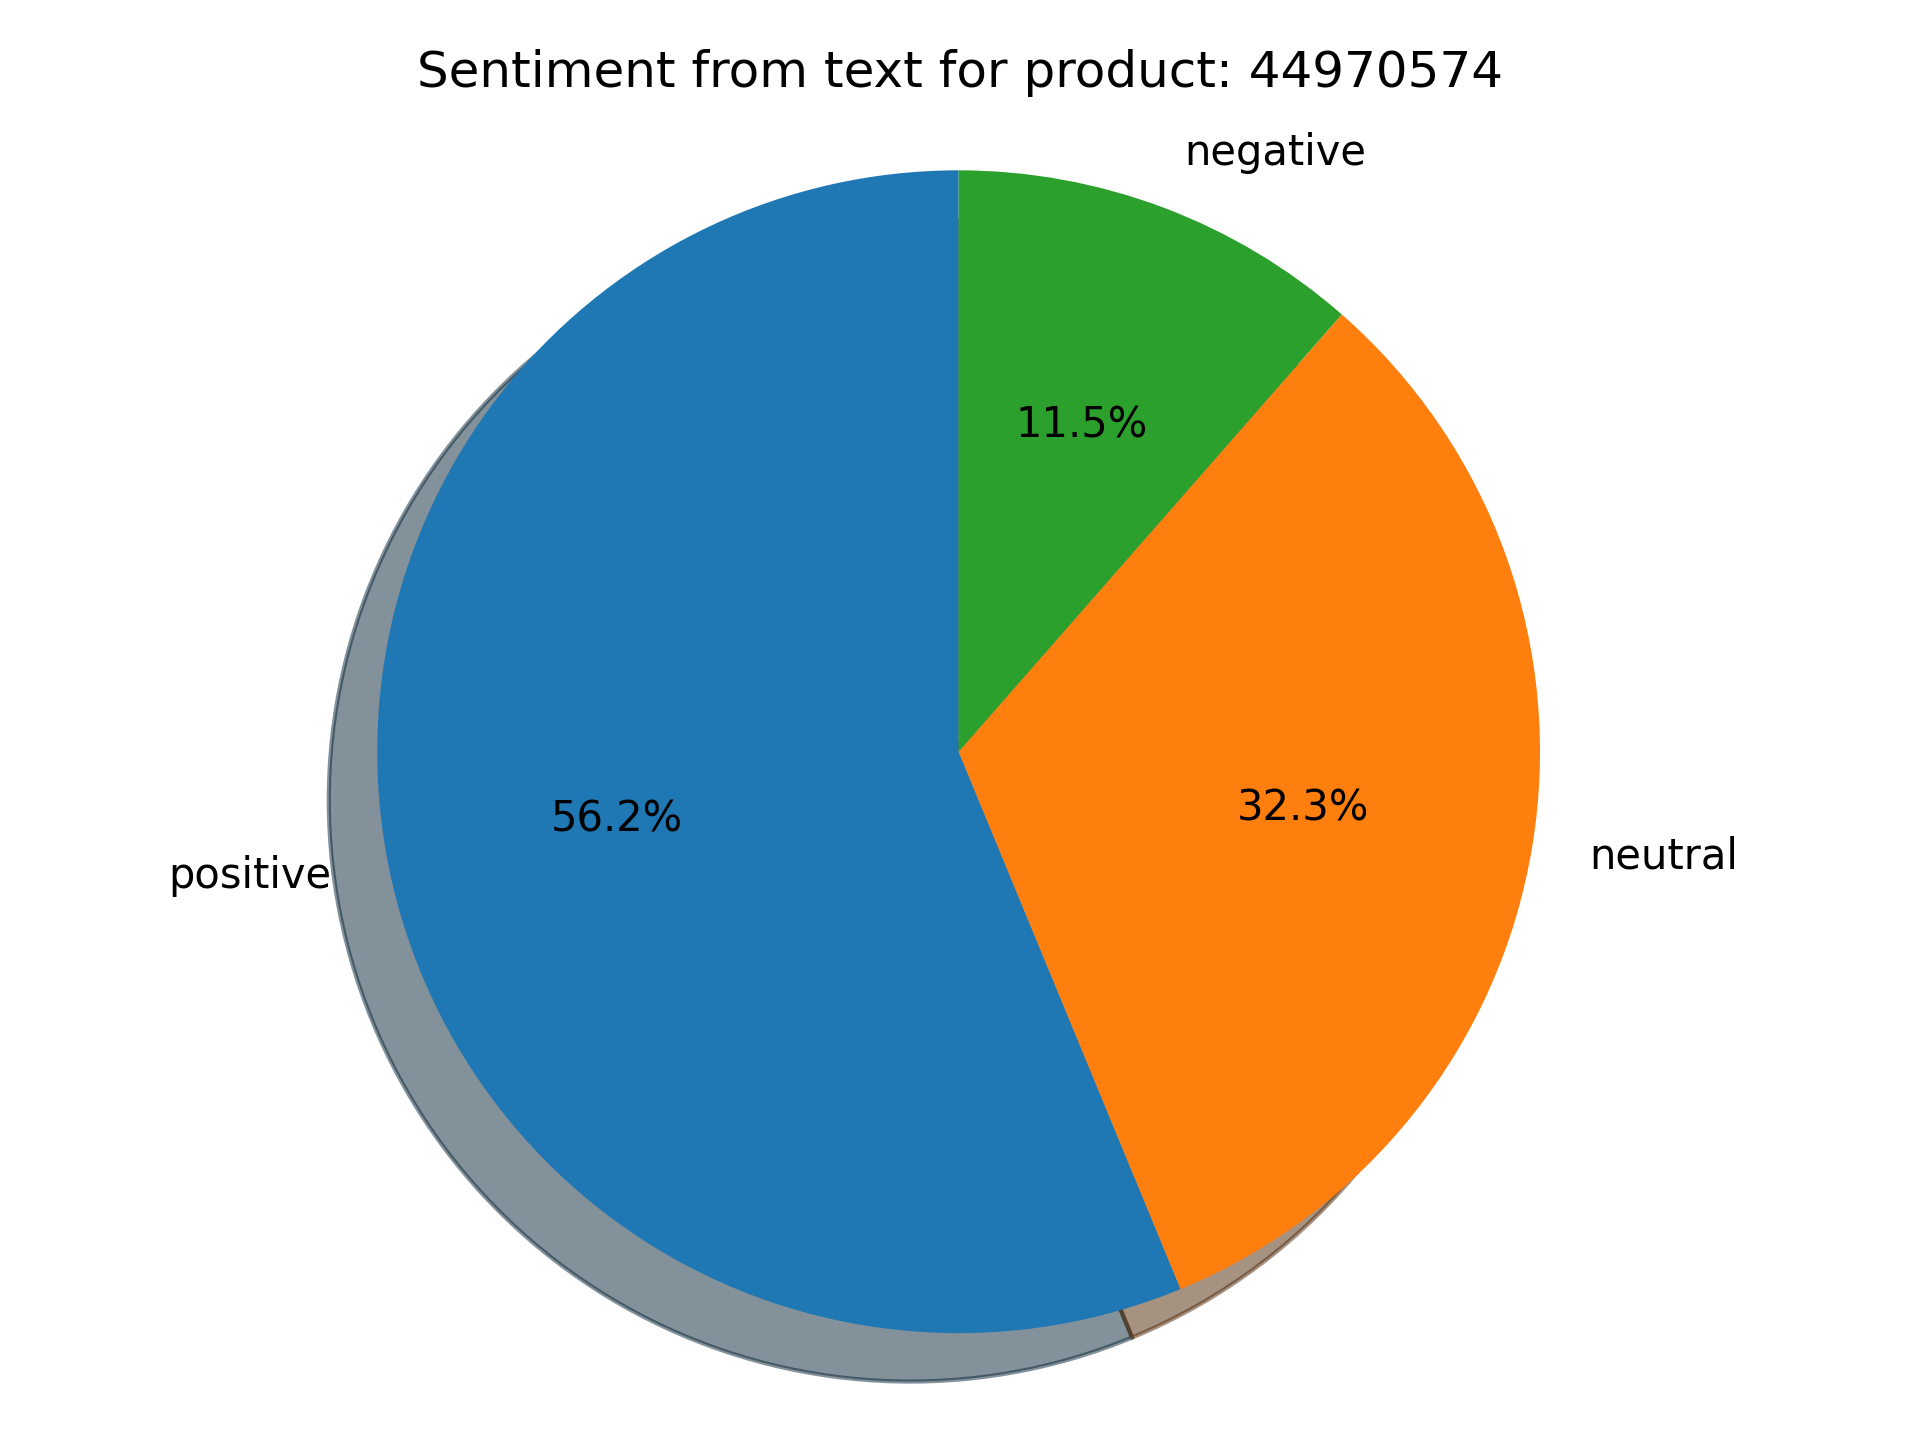 Sentiment from text for product: 44970574
negative
11.5%
56.2%
32.3%
positive
neutral